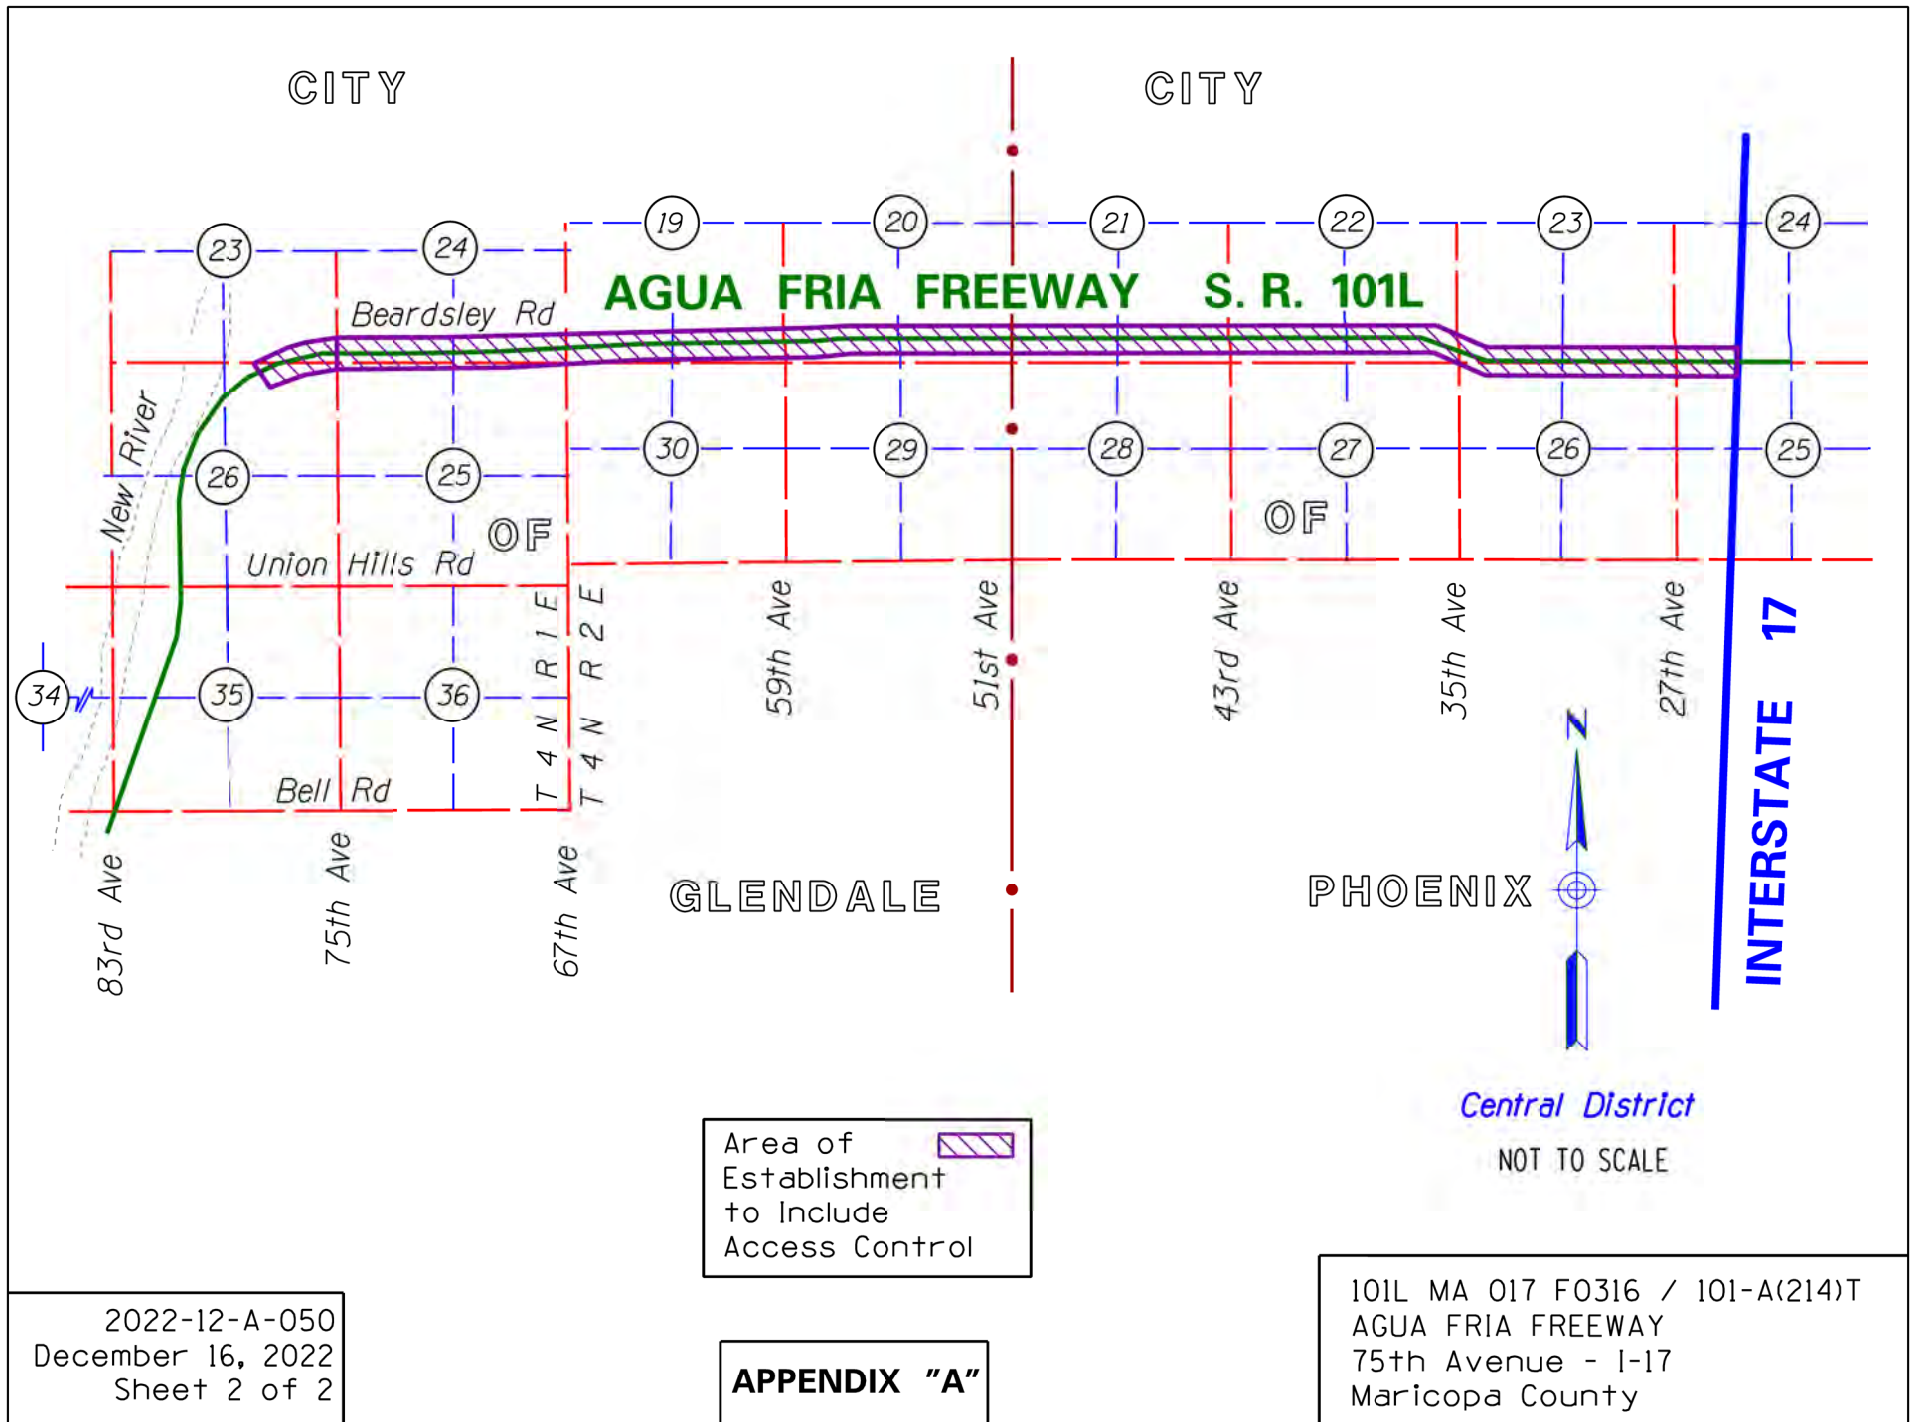 CITY CITY
19 20 21 22 23 24
23 24
AGUA FRIA FREEWAY S. R. 101L
Beardsley Rd
New River
30 29 28 27 26 25
26 25
OF OF
Union Hills Rd
T 4 N R 1 E
T 4 N R 2 E
59th Ave
51st Ave
43rd Ave
35th Ave
27th Ave
INTERSTATE 17
34 35 36
Bell Rd
83rd Ave
75th Ave
67th Ave
GLENDALE
PHOENIX
N
Central District
NOT TO SCALE
Area of
Establishment
to Include
Access Control
2022-12-A-050
December 16, 2022
Sheet 2 of 2
APPENDIX "A"
101L MA 017 F0316 / 101-A(214)T
AGUA FRIA FREEWAY
75th Avenue - I-17
Maricopa County